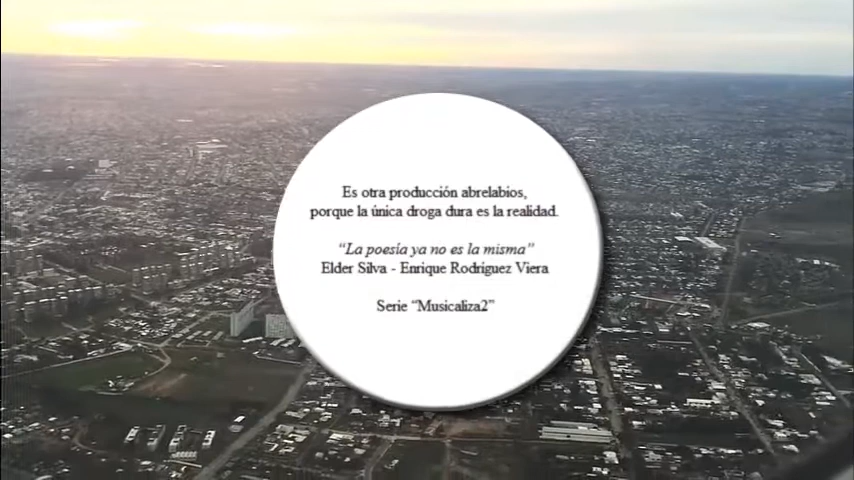 Es otra producción abrelabios,
porque la única droga dura es la realidad.
“La poesía ya no es la misma”
Elder Silva - Enrique Rodríguez Viera
Serie “Musicaliza2”